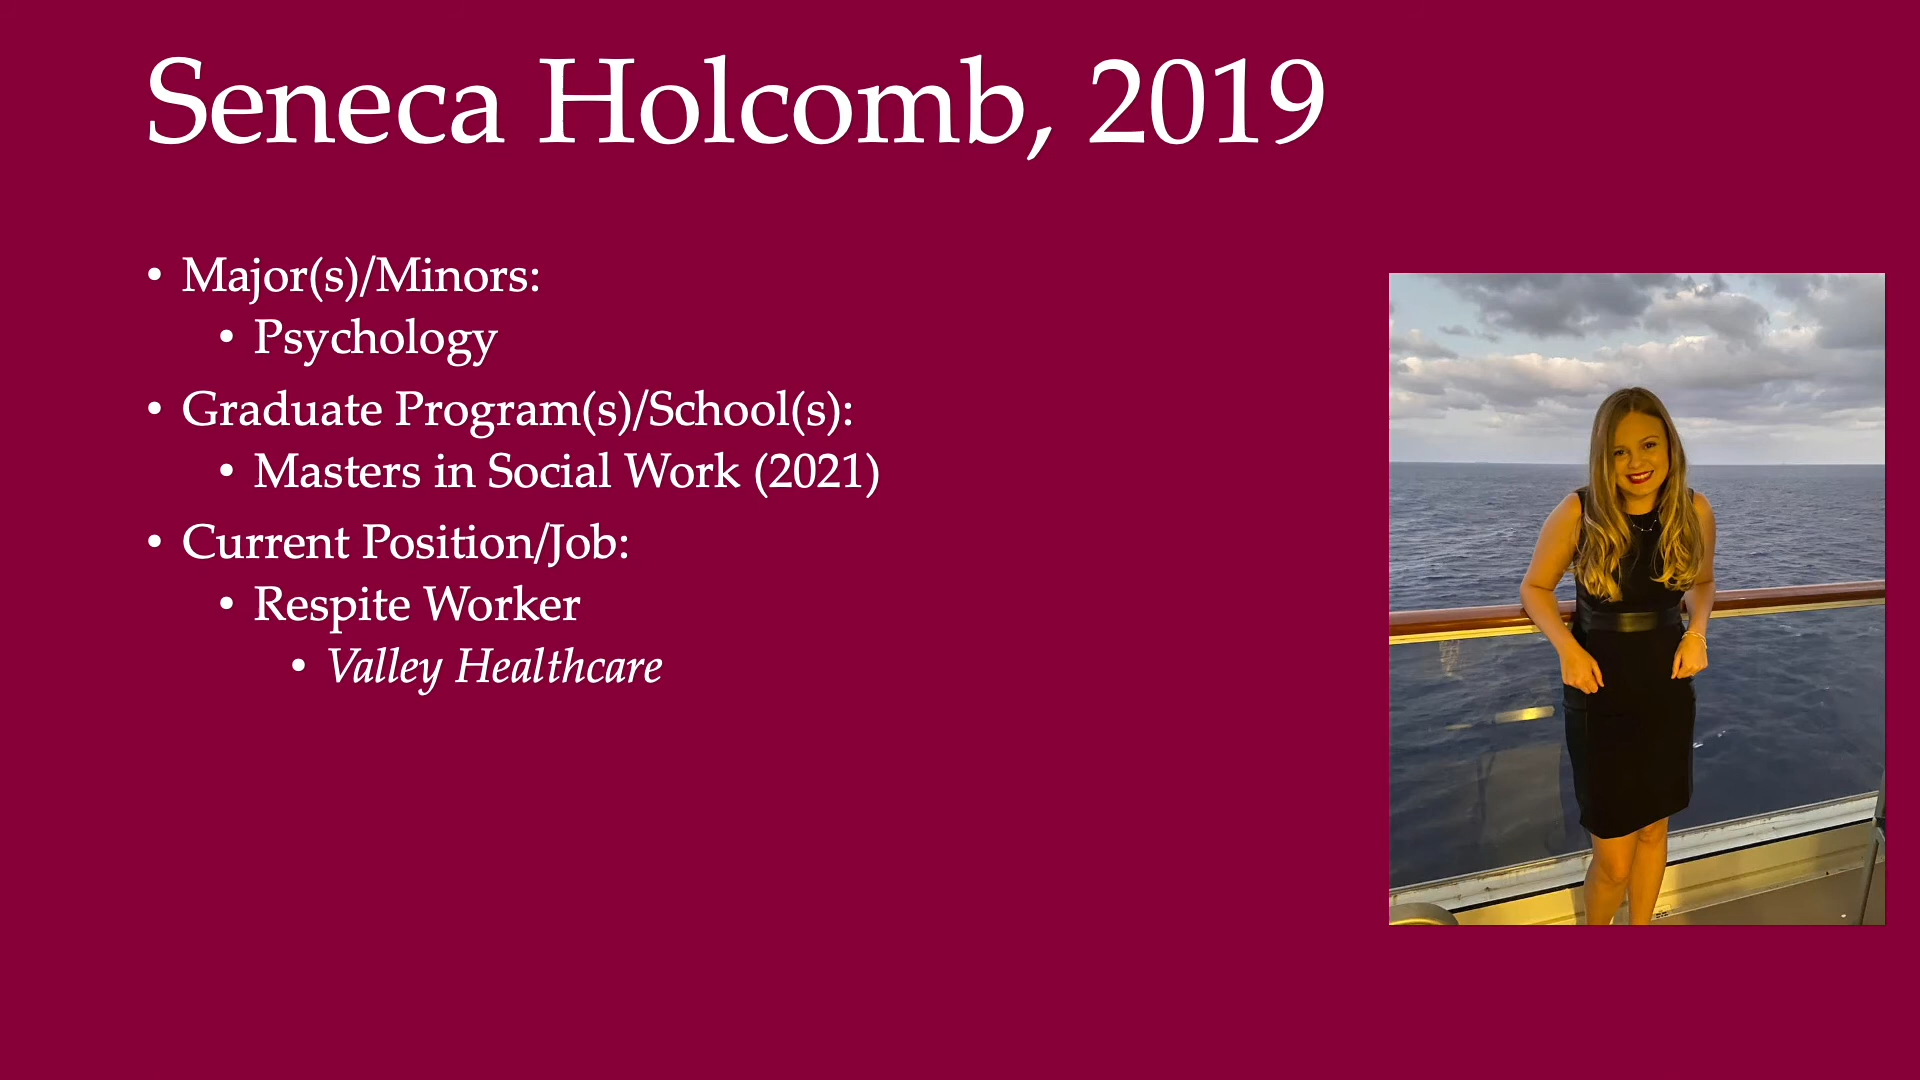 Seneca Holcomb, 2019
• Major(s)/Minors:
• Psychology
• Graduate Program(s)/School(s):
• Masters in Social Work (2021)
• Current Position/Job:
• Respite Worker
• Valley Healthcare